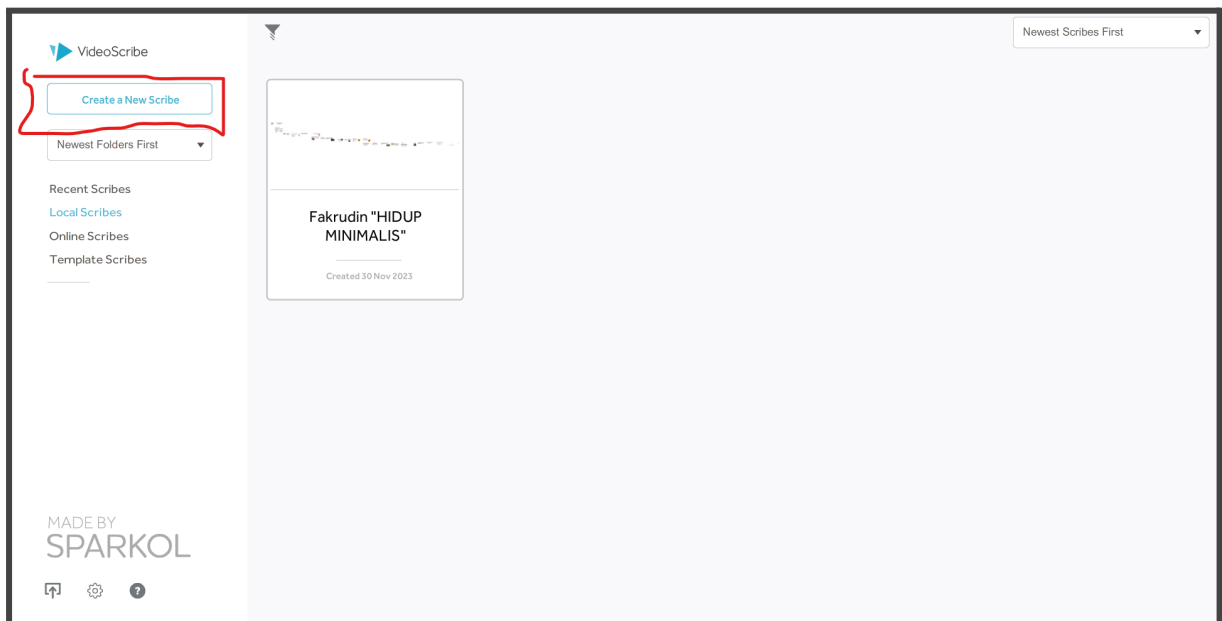 VideoScribe
Create a New Scribe
Newest Folders First
Recent Scribes
Local Scribes
Online Scribes
Template Scribes
MADE BY
SPARKOL
?
Newest Scribes First
Fakrudin "HIDUP
MINIMALIS"
Created 30 Nov 2023